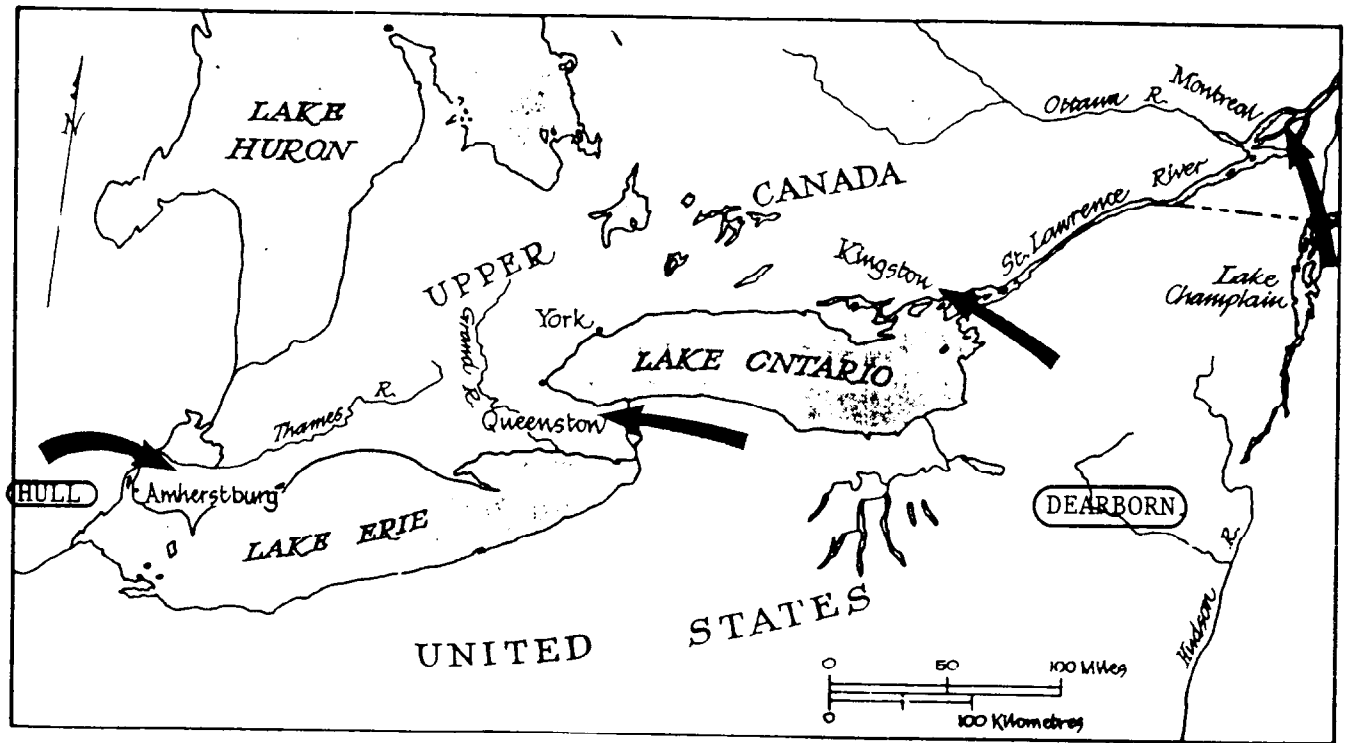 LAKE
HURON
N
Ottawa R.
Montreal
CANADA
St. Lawrence River
Kingston
UPPER
Lake
Champlain
York
Grand R.
LAKE ONTARIO
Thames R.
Queenston
HULL
Amherstburg
DEARBORN
LAKE ERIE
Hudson R.
UNITED STATES
0 50 100 Miles
0 100 Kilometres